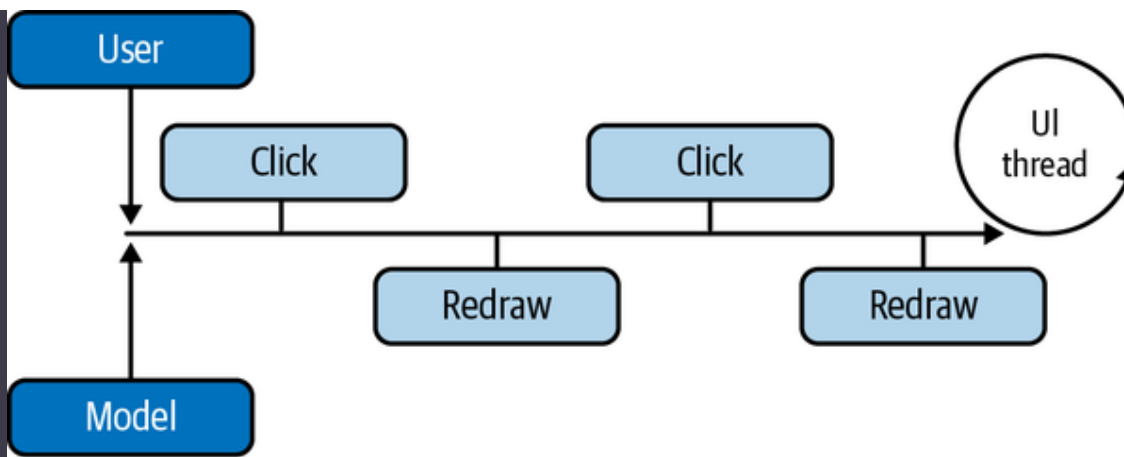 User
Click
Click
UI
thread
Redraw
Redraw
Model